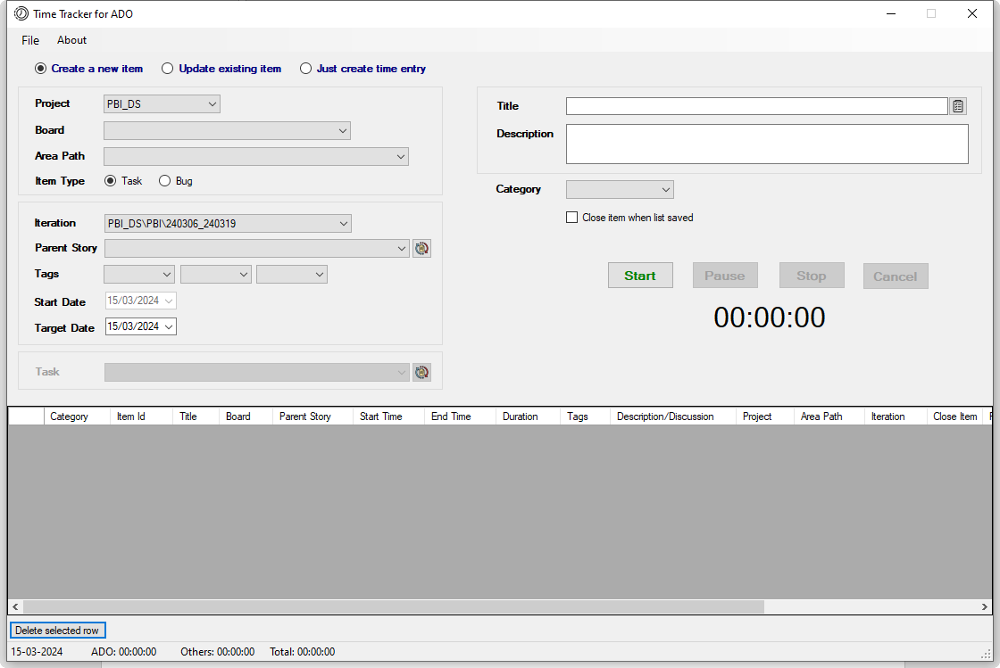 Time Tracker for ADO
File About
Create a new item Update existing item Just create time entry
Project PBI_DS
Board
Area Path
Item Type Task Bug
Iteration PBI_DS\PBI\240306_240319
Parent Story
Tags
Start Date 15/03/2024
Target Date 15/03/2024
Task
Title
Description
Category
Close item when list saved
Start Pause Stop Cancel
00:00:00
Category Item Id Title Board Parent Story Start Time End Time Duration Tags Description/Discussion Project Area Path Iteration Close Item
Delete selected row
15-03-2024 ADO: 00:00:00 Others: 00:00:00 Total: 00:00:00